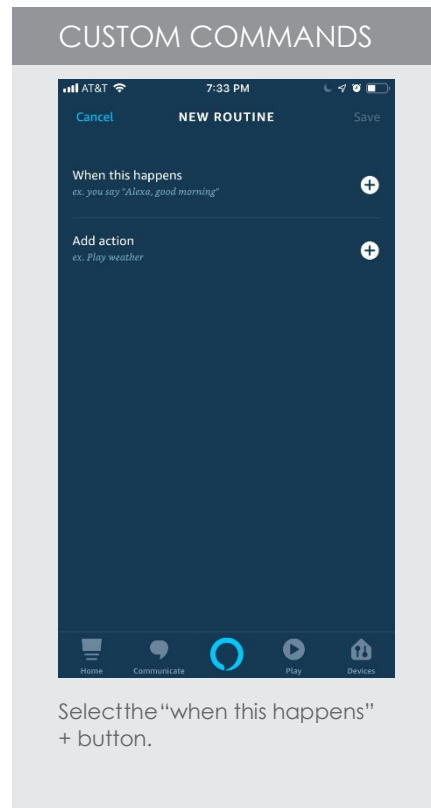 CUSTOM COMMANDS
AT&T 7:33 PM
Cancel NEW ROUTINE Save
When this happens
ex. you say "Alexa, good morning"
Add action
ex. Play weather
Home Communicate Play Devices
Selectthe“when this happens”
+ button.